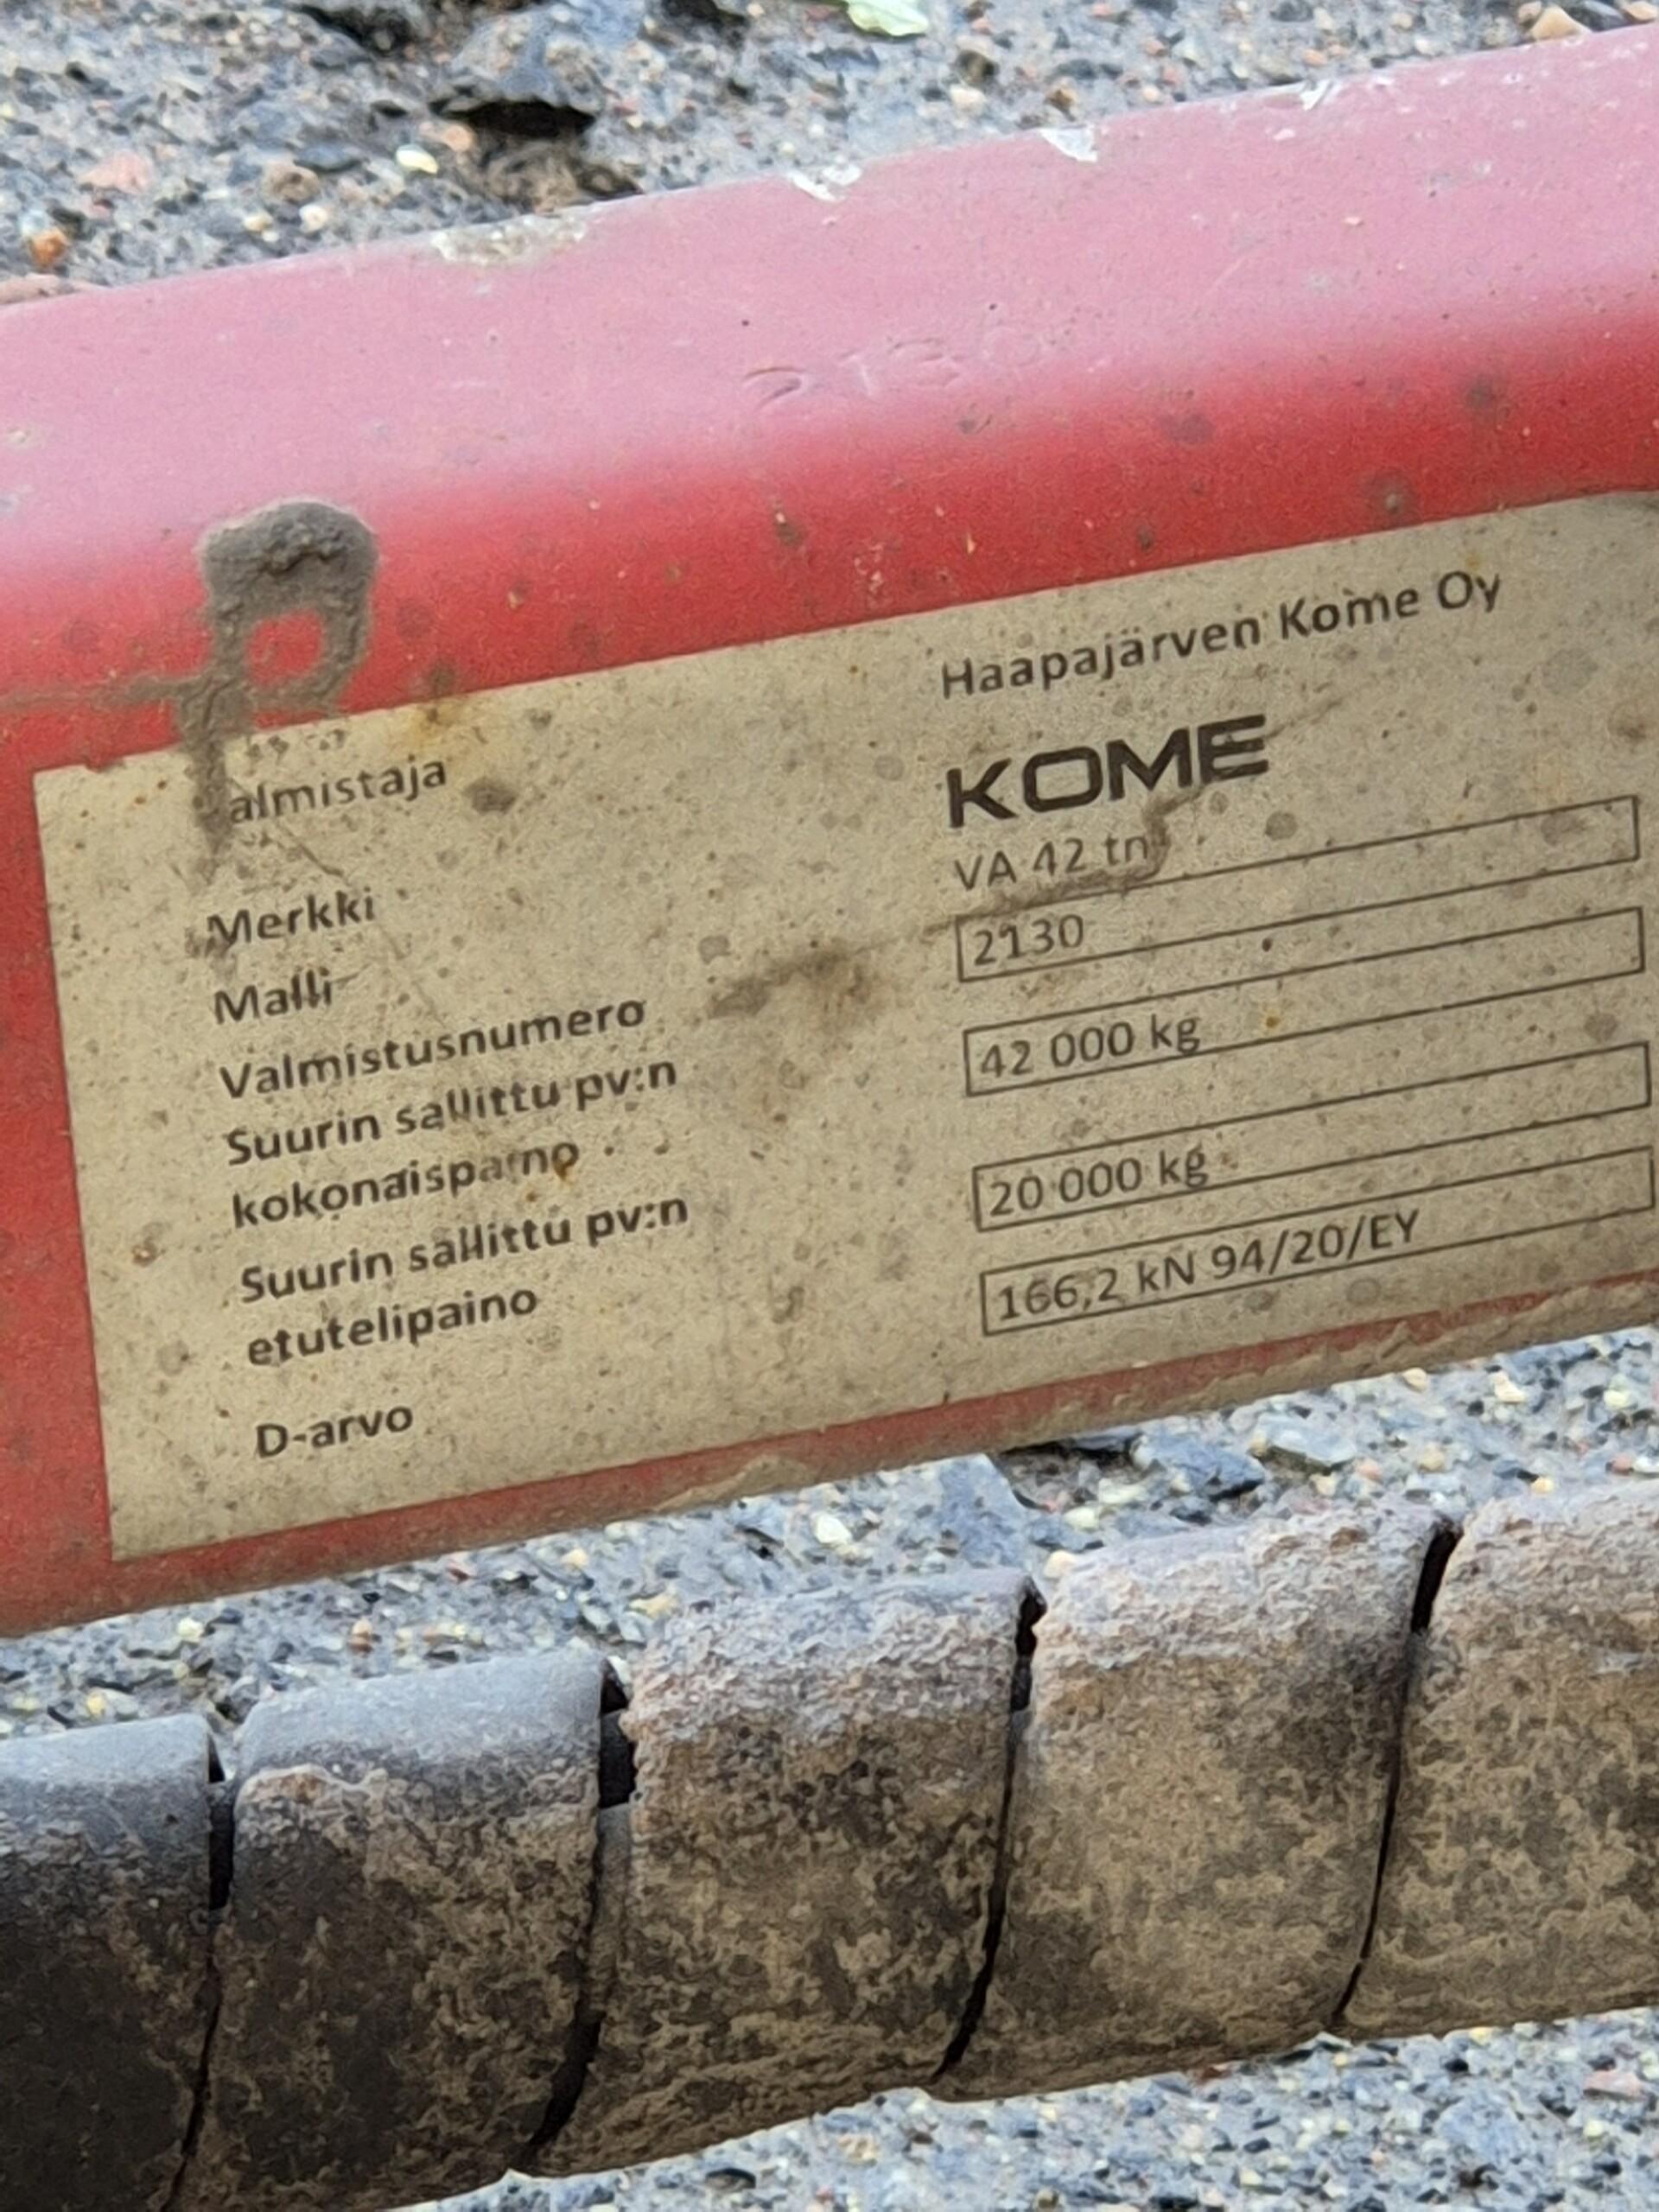 Valmistaja Haapajärven Kome Oy
Merkki KOME
Malli VA 42 tn
Valmistusnumero 2130
Suurin sallittu pv:n
kokonaispaino 42 000 kg
Suurin sallittu pv:n
etutelipaino 20 000 kg
D-arvo 166,2 kN 94/20/EY